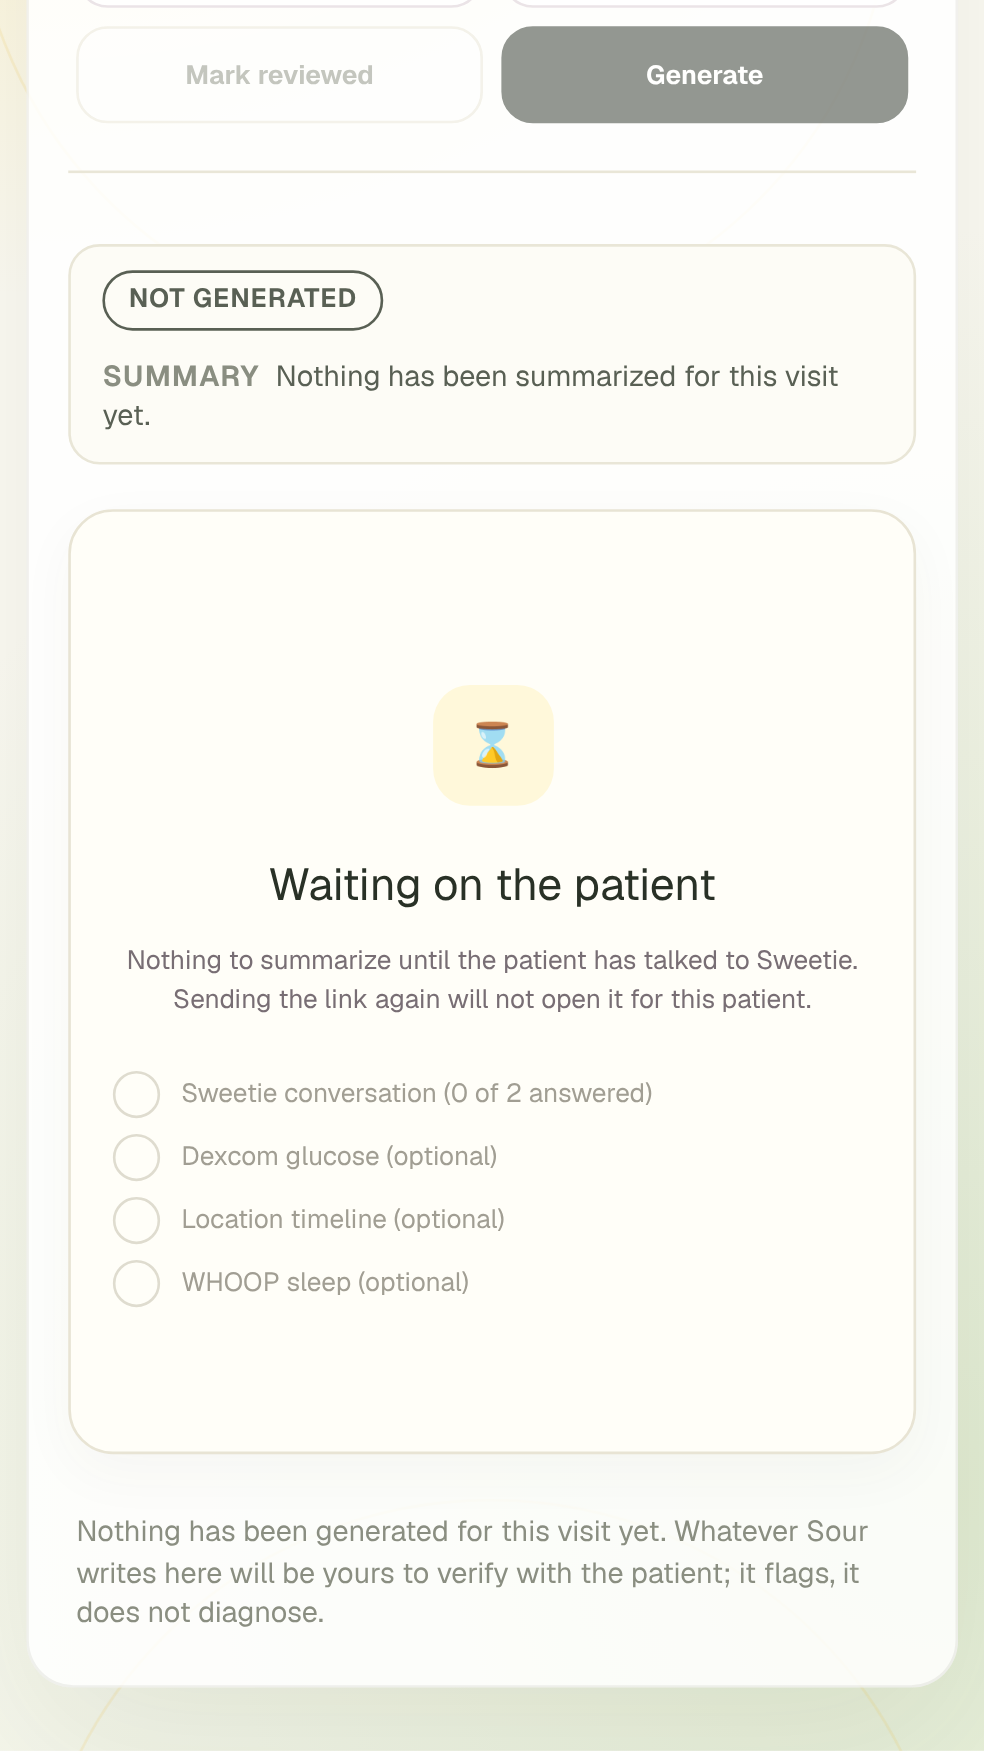 Mark reviewed
Generate
NOT GENERATED
SUMMARY Nothing has been summarized for this visit
yet.
Waiting on the patient
Nothing to summarize until the patient has talked to Sweetie.
Sending the link again will not open it for this patient.
Sweetie conversation (0 of 2 answered)
Dexcom glucose (optional)
Location timeline (optional)
WHOOP sleep (optional)
Nothing has been generated for this visit yet. Whatever Sour
writes here will be yours to verify with the patient; it flags, it
does not diagnose.